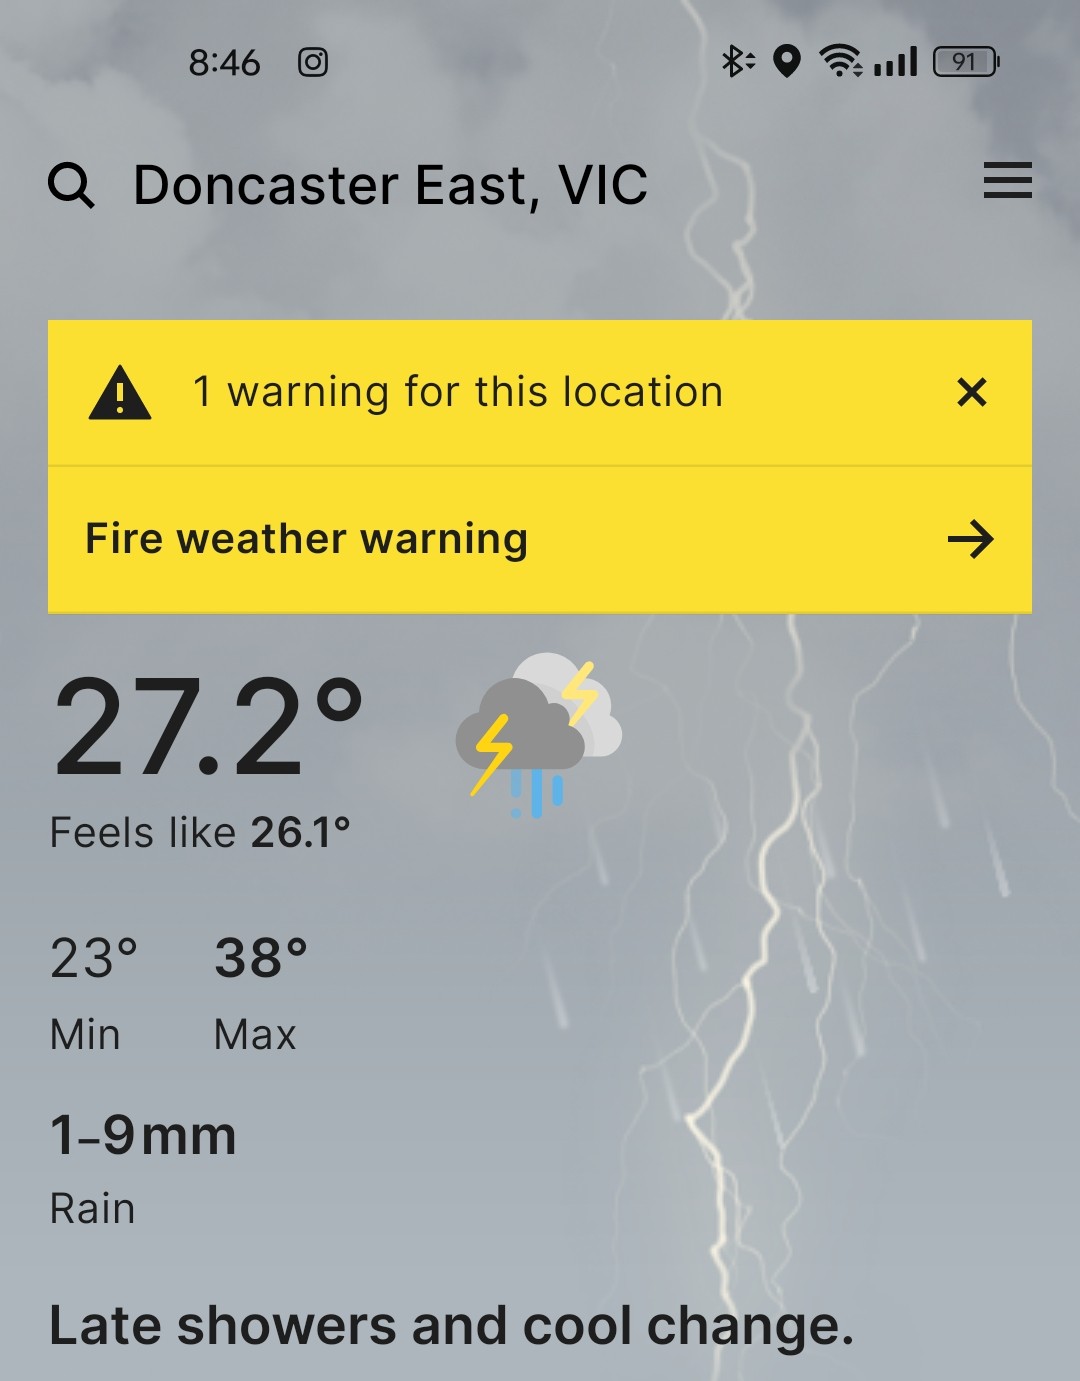 8:46 91
Doncaster East, VIC
1 warning for this location
Fire weather warning
27.2°
Feels like 26.1°
23° 38°
Min Max
1–9mm
Rain
Late showers and cool change.